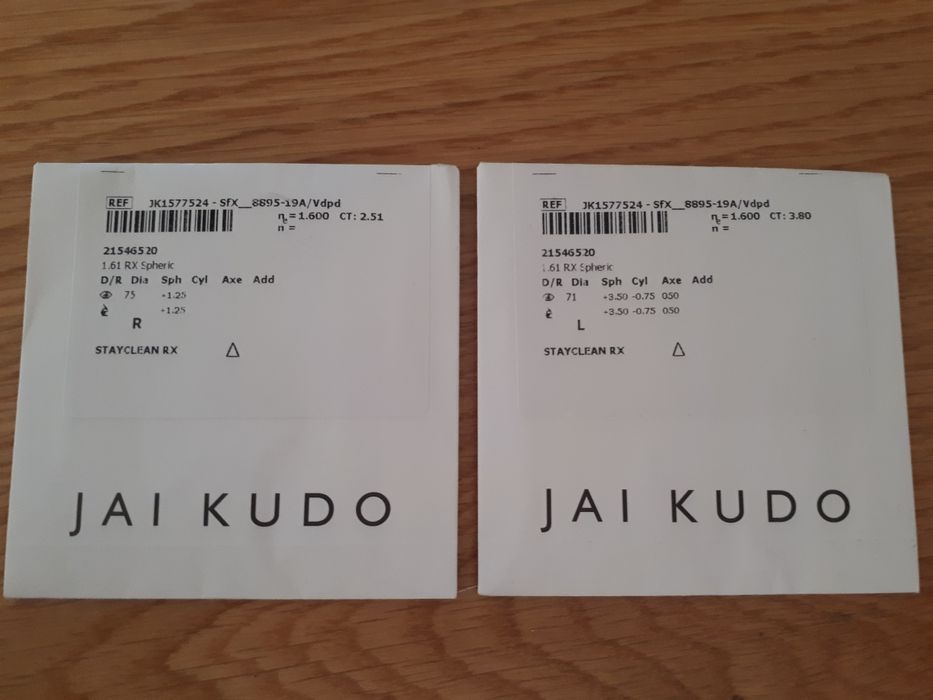 REF JK1577524 - SfX__8895-19A/Vdpd
nₑ = 1.600 CT: 2.51
n =
21546520
1.61 RX Spheric
D/R Dia Sph Cyl Axe Add
75 +1.25
+1.25
R
STAYCLEAN RX △
JAI KUDO
REF JK1577524 - SfX__8895-19A/Vdpd
nₑ = 1.600 CT: 3.80
n =
21546520
1.61 RX Spheric
D/R Dia Sph Cyl Axe Add
71 +3.50 -0.75 050
+3.50 -0.75 050
L
STAYCLEAN RX △
JAI KUDO